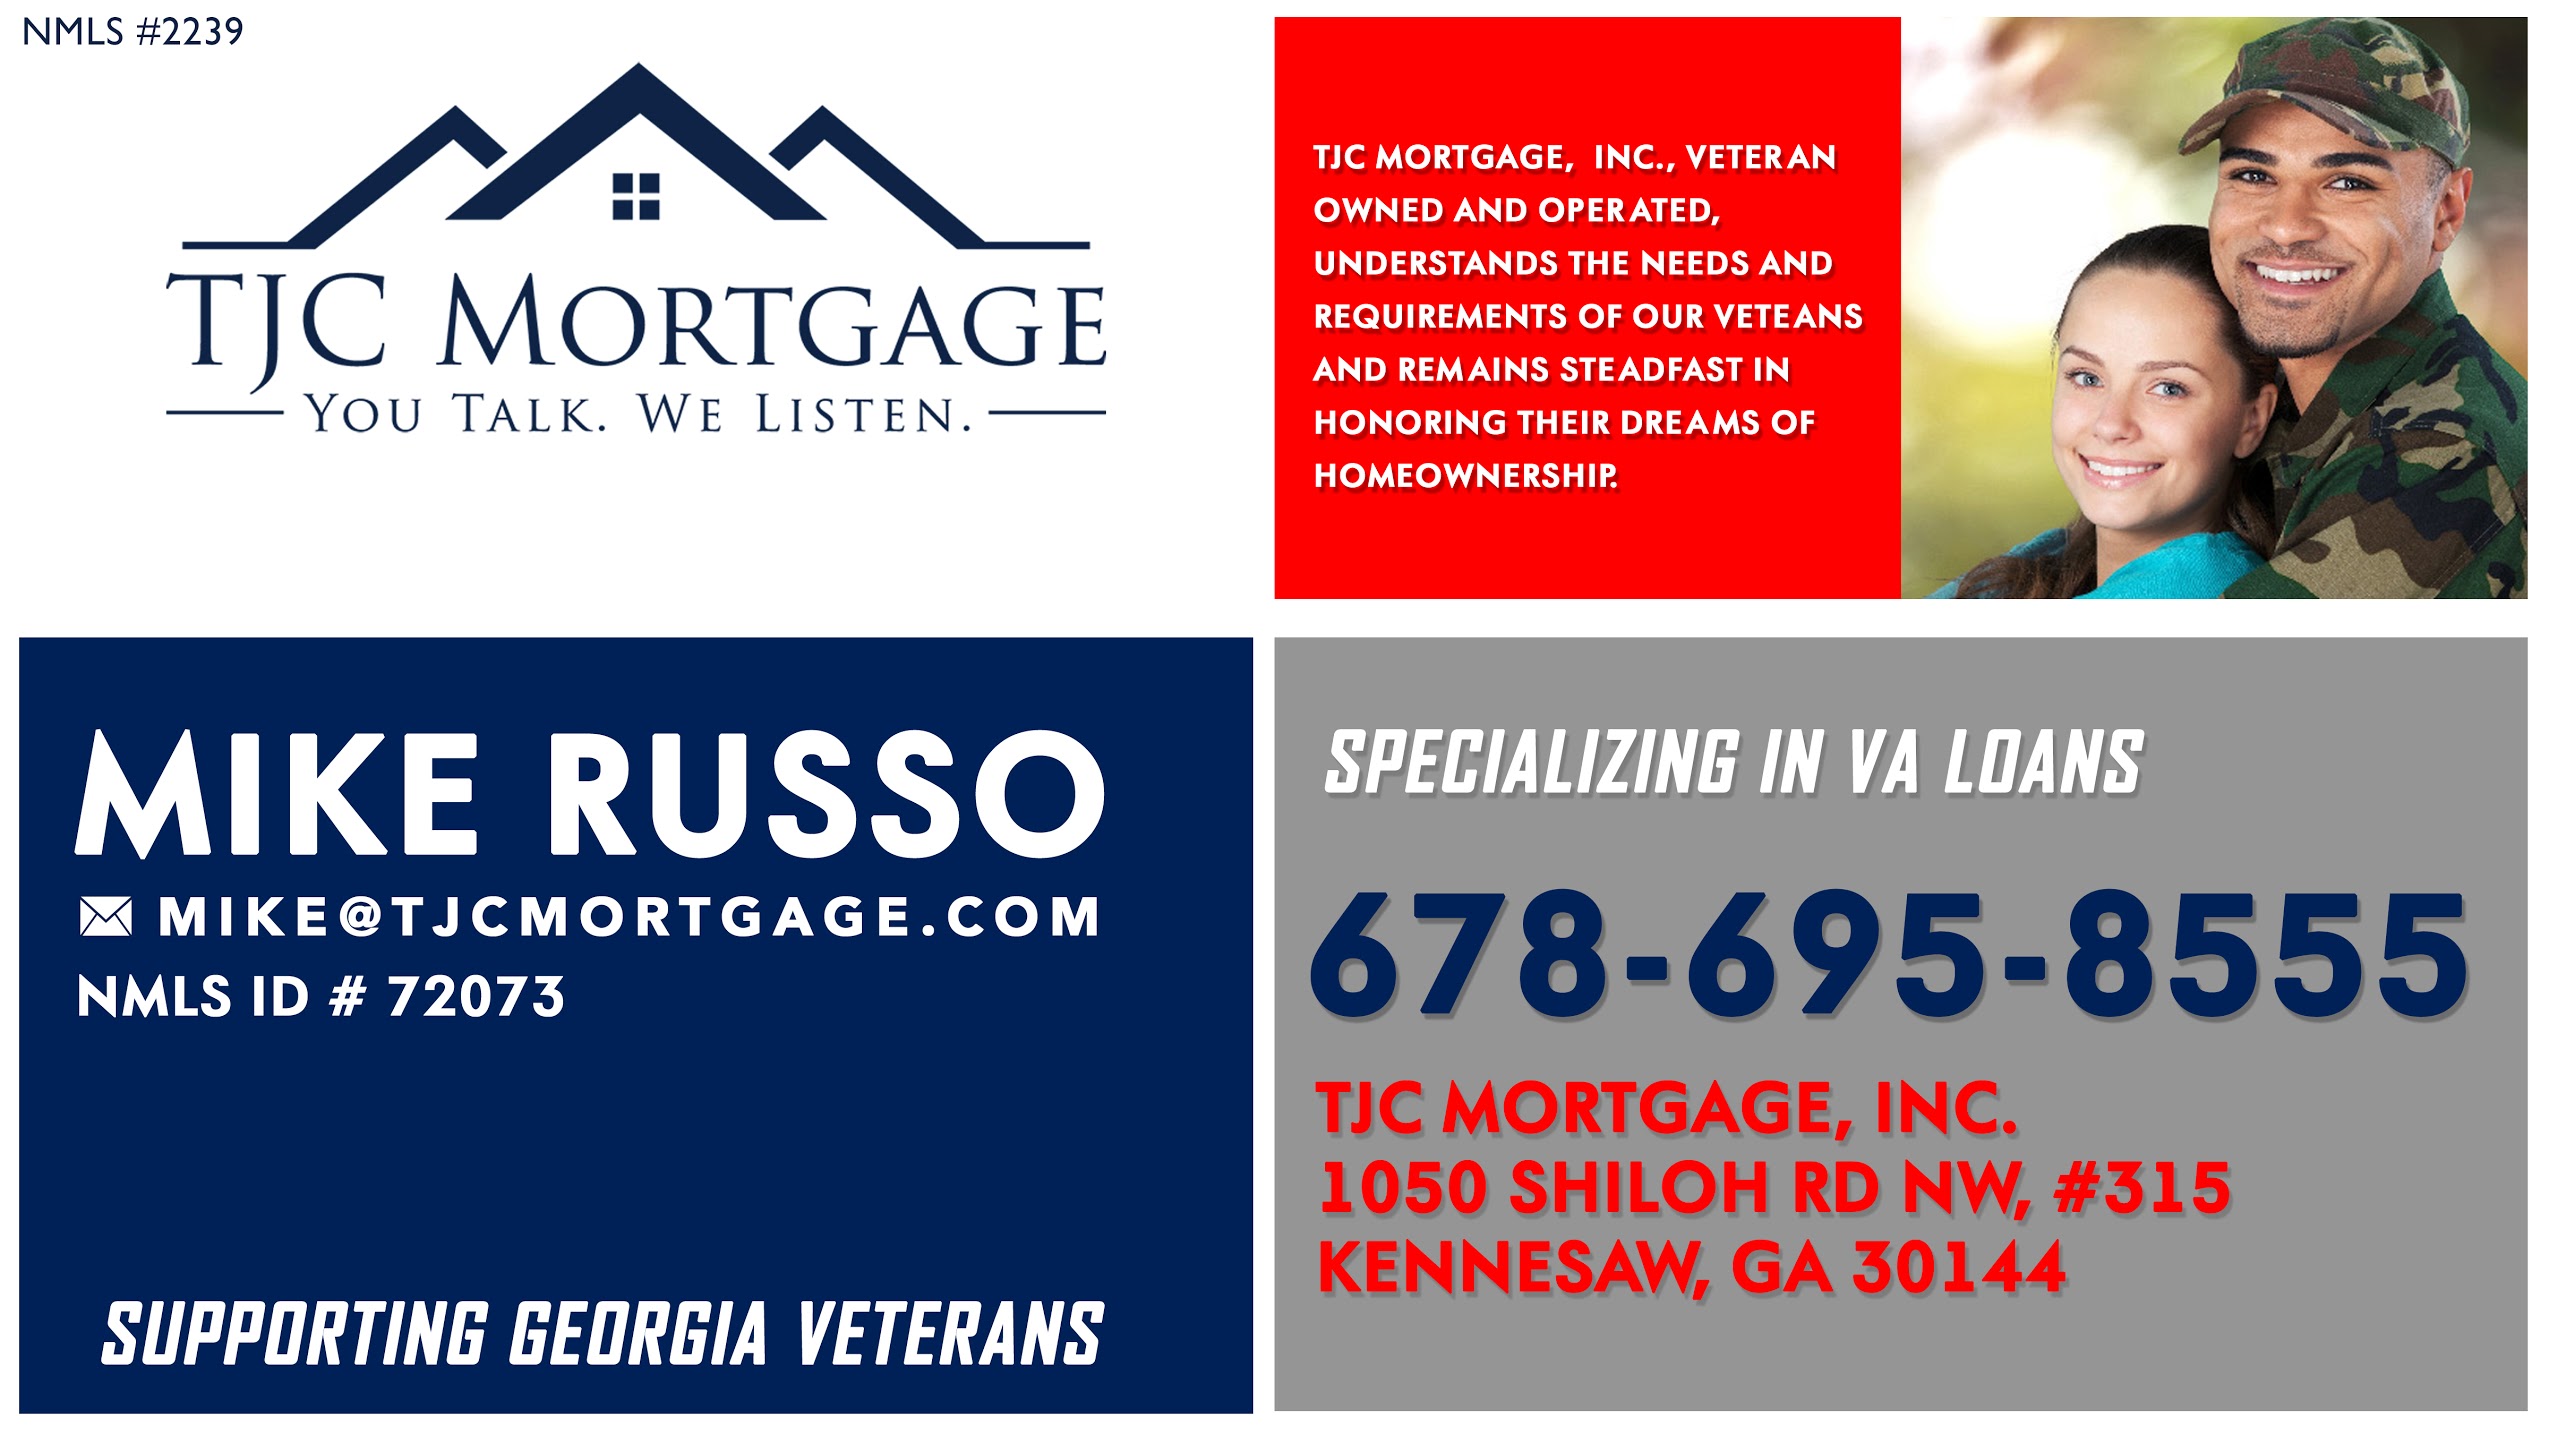 NMLS #2239
TJC MORTGAGE
YOU TALK. WE LISTEN.
TJC MORTGAGE, INC., VETERAN
OWNED AND OPERATED,
UNDERSTANDS THE NEEDS AND
REQUIREMENTS OF OUR VETEANS
AND REMAINS STEADFAST IN
HONORING THEIR DREAMS OF
HOMEOWNERSHIP.
MIKE RUSSO
MIKE@TJCMORTGAGE.COM
NMLS ID # 72073
SUPPORTING GEORGIA VETERANS
SPECIALIZING IN VA LOANS
678-695-8555
TJC MORTGAGE, INC.
1050 SHILOH RD NW, #315
KENNESAW, GA 30144